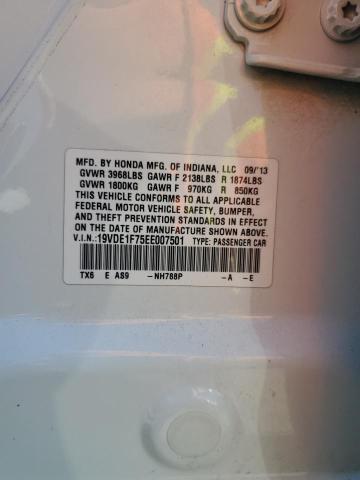 MFD. BY HONDA MFG. OF INDIANA, LLC 09/'13
GVWR 3968LBS GAWR F 2138LBS R 1874LBS
GVWR 1800KG GAWR F 970KG R 850KG
THIS VEHICLE CONFORMS TO ALL APPLICABLE
FEDERAL MOTOR VEHICLE SAFETY, BUMPER,
AND THEFT PREVENTION STANDARDS IN EFFECT
ON THE DATE OF MANUFACTURE SHOWN ABOVE.
V.I.N.: 19VDE1F75EE007501 TYPE: PASSENGER CAR
TX6 E AS9 -NH788P -A -E